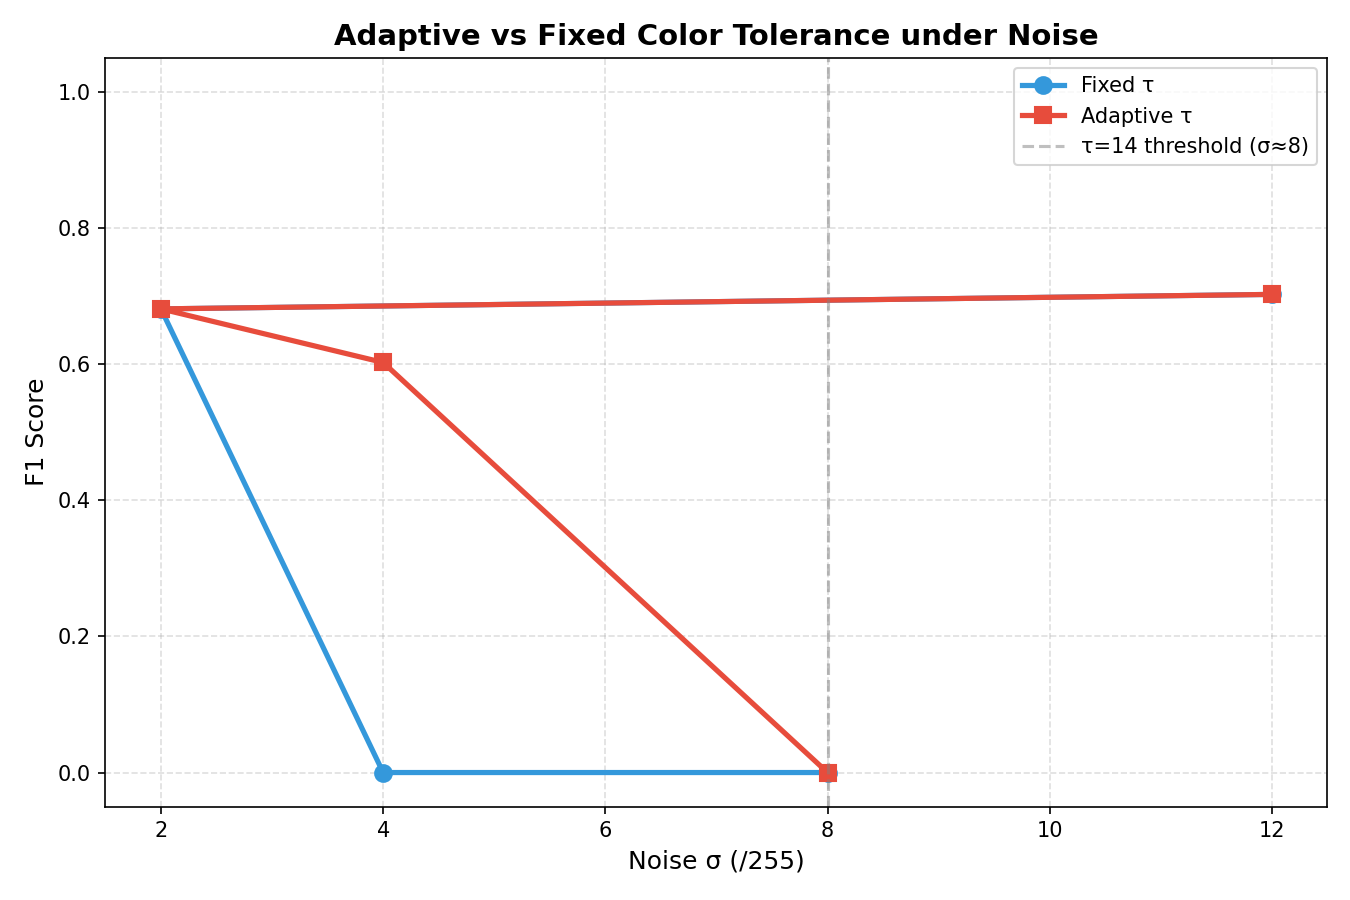 Adaptive vs Fixed Color Tolerance under Noise
Fixed τ
Adaptive τ
τ=14 threshold (σ≈8)
F1 Score
1.0
0.8
0.6
0.4
0.2
0.0
2 4 6 8 10 12
Noise σ (/255)